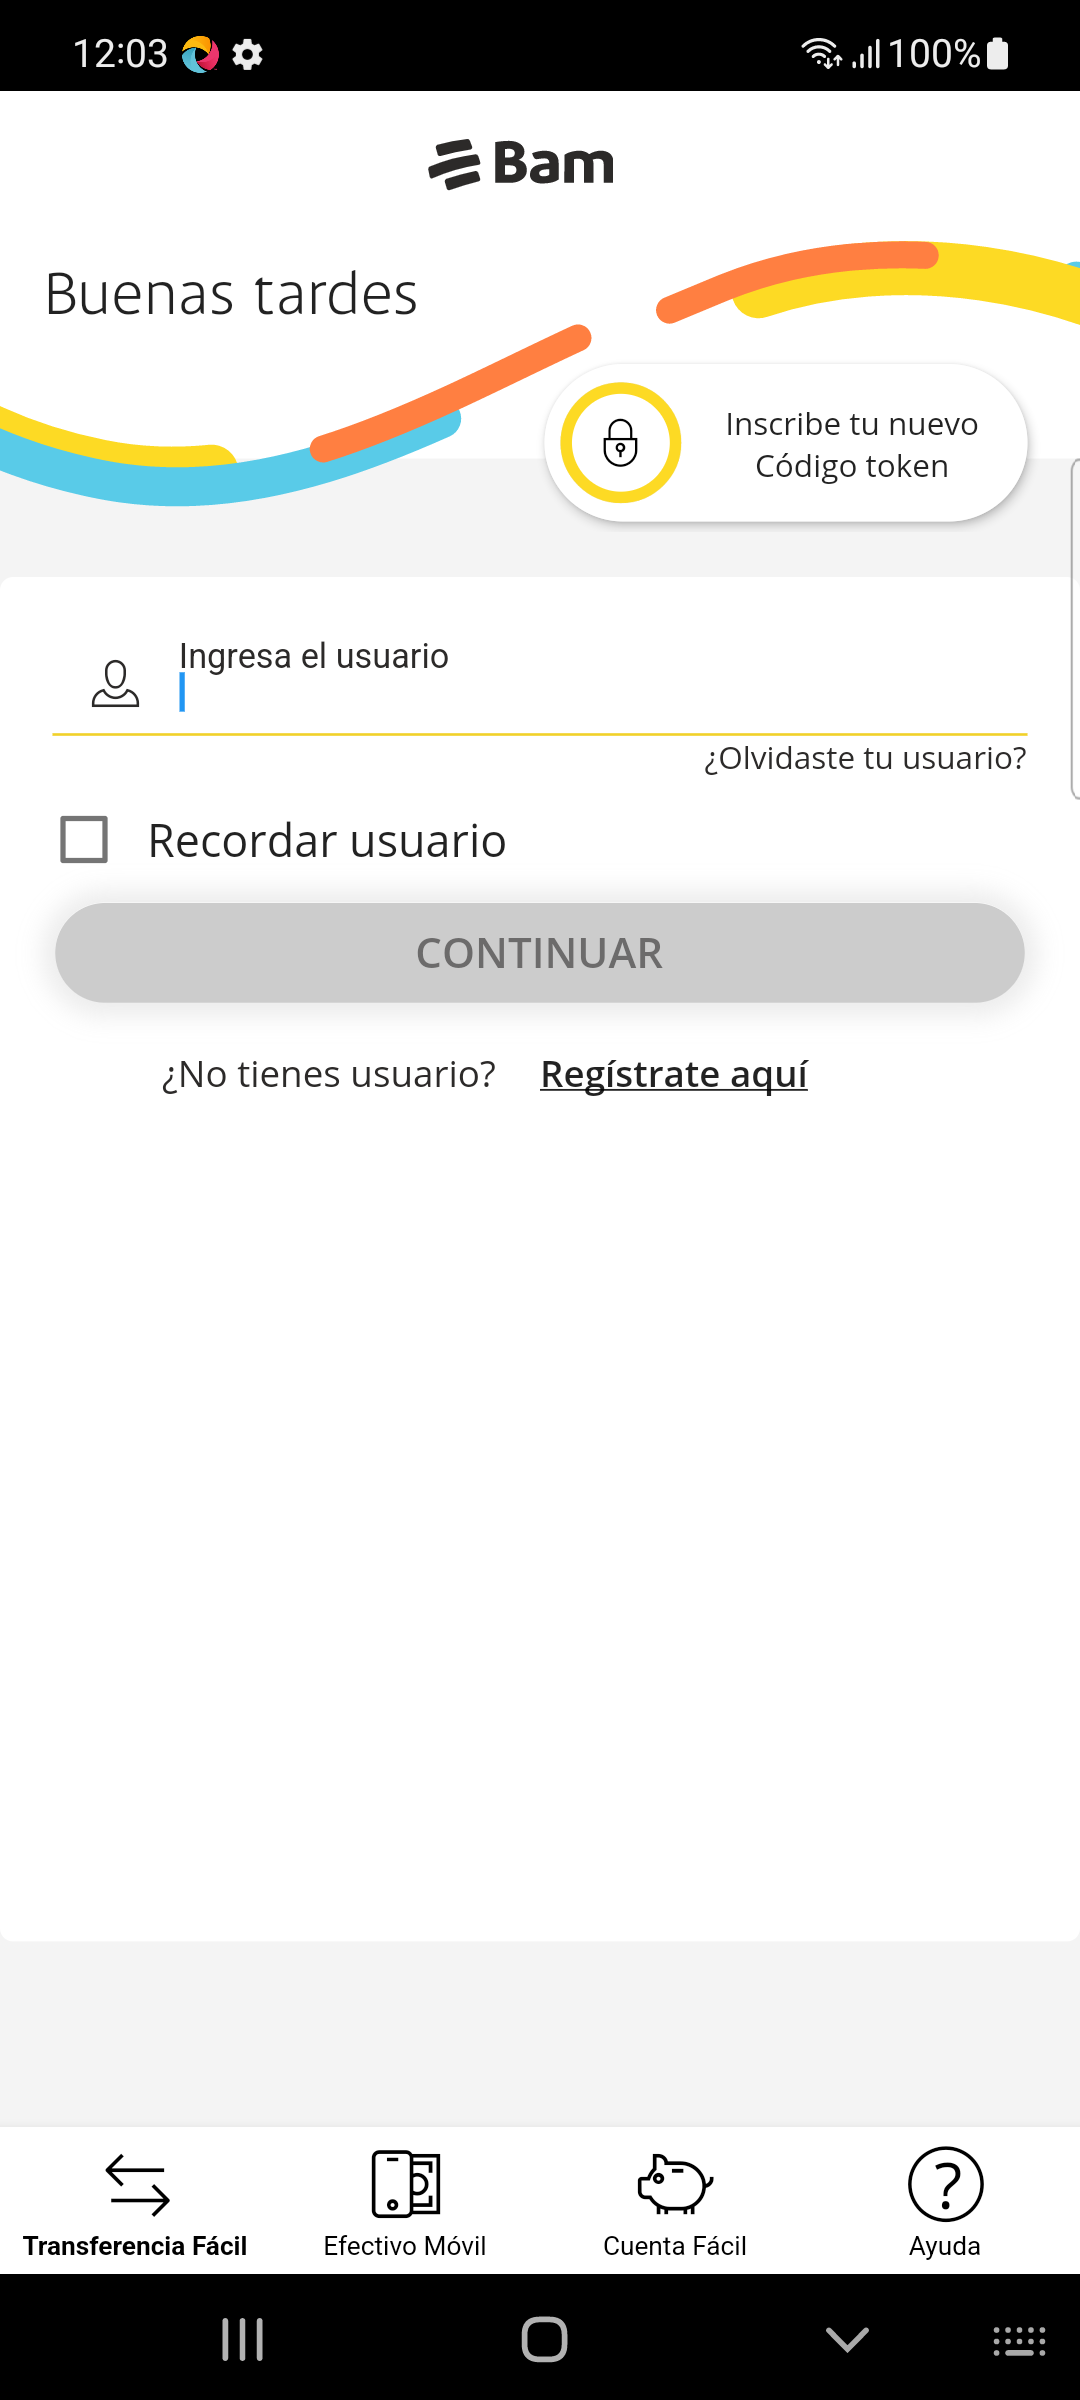 12:03
100%
Bam
Buenas tardes
Inscribe tu nuevo
Código token
Ingresa el usuario
¿Olvidaste tu usuario?
Recordar usuario
CONTINUAR
¿No tienes usuario? Regístrate aquí
Transferencia Fácil
Efectivo Móvil
Cuenta Fácil
Ayuda